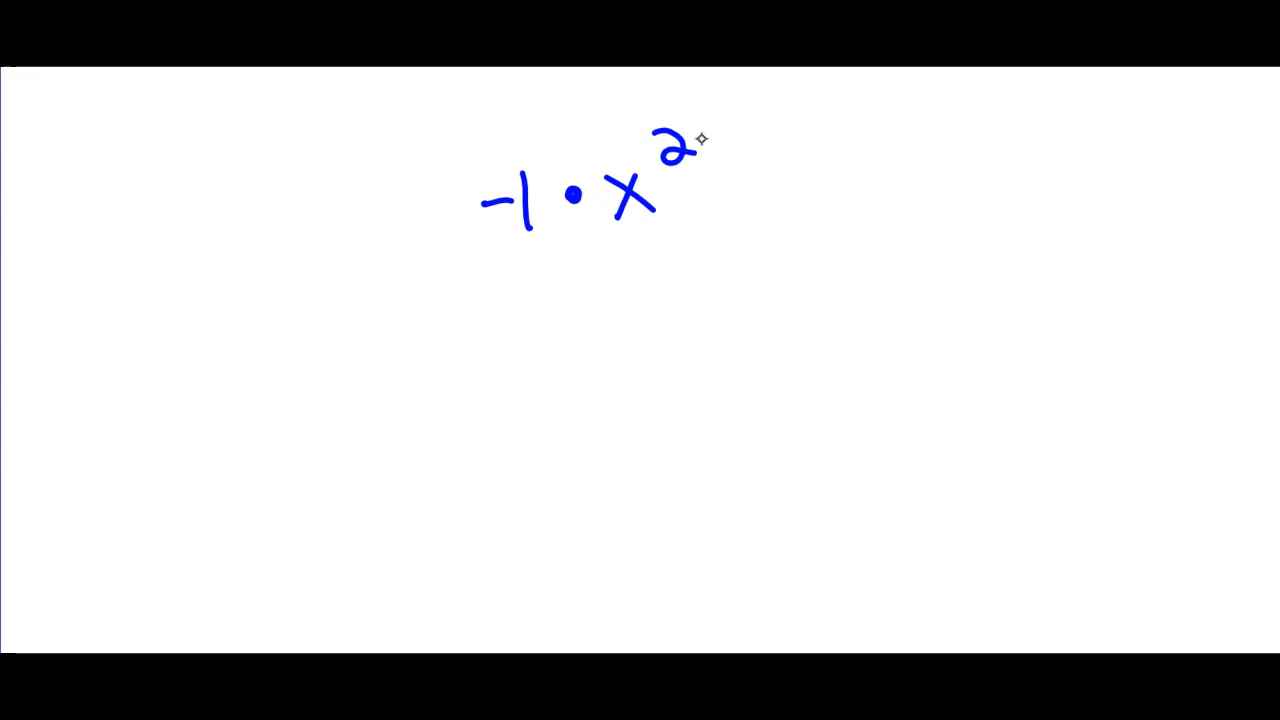 -1 • x²